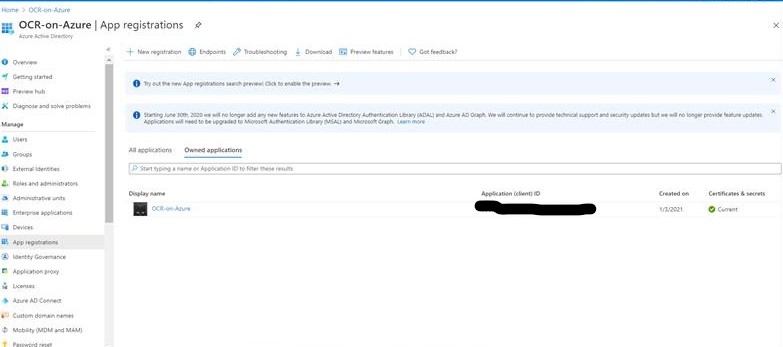 Home > OCR-on-Azure
OCR-on-Azure | App registrations
Azure Active Directory
New registration Endpoints Troubleshooting Download Preview features Got feedback?
Overview
Getting started
Preview hub
Diagnose and solve problems
Manage
Users
Groups
External Identities
Roles and administrators
Administrative units
Enterprise applications
Devices
App registrations
Identity Governance
Application proxy
Licenses
Azure AD Connect
Custom domain names
Mobility (MDM and MAM)
Password reset
Try out the new App registrations search preview! Click to enable the preview. →
Starting June 30th, 2020 we will no longer add any new features to Azure Active Directory Authentication Library (ADAL) and Azure AD Graph. We will continue to provide technical support and security updates but we will no longer provide feature updates.
Applications will need to be upgraded to Microsoft Authentication Library (MSAL) and Microsoft Graph. Learn more
All applications Owned applications
Start typing a name or Application ID to filter these results
Display name Application (client) ID Created on Certificates & secrets
OCR-on-Azure 1/3/2021 Current